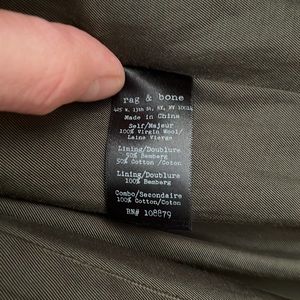 rag & bone
425 W. 13th St, NY, NY 10014
Made in China
Self/Majeur
100% Virgin Wool/
Laine Vierge
Lining/Doublure
50% Bemberg
50% Cotton /Coton
Lining/Doublure
100% Bemberg
Combo/Secondaire
100% Cotton/Coton
RN# 108879